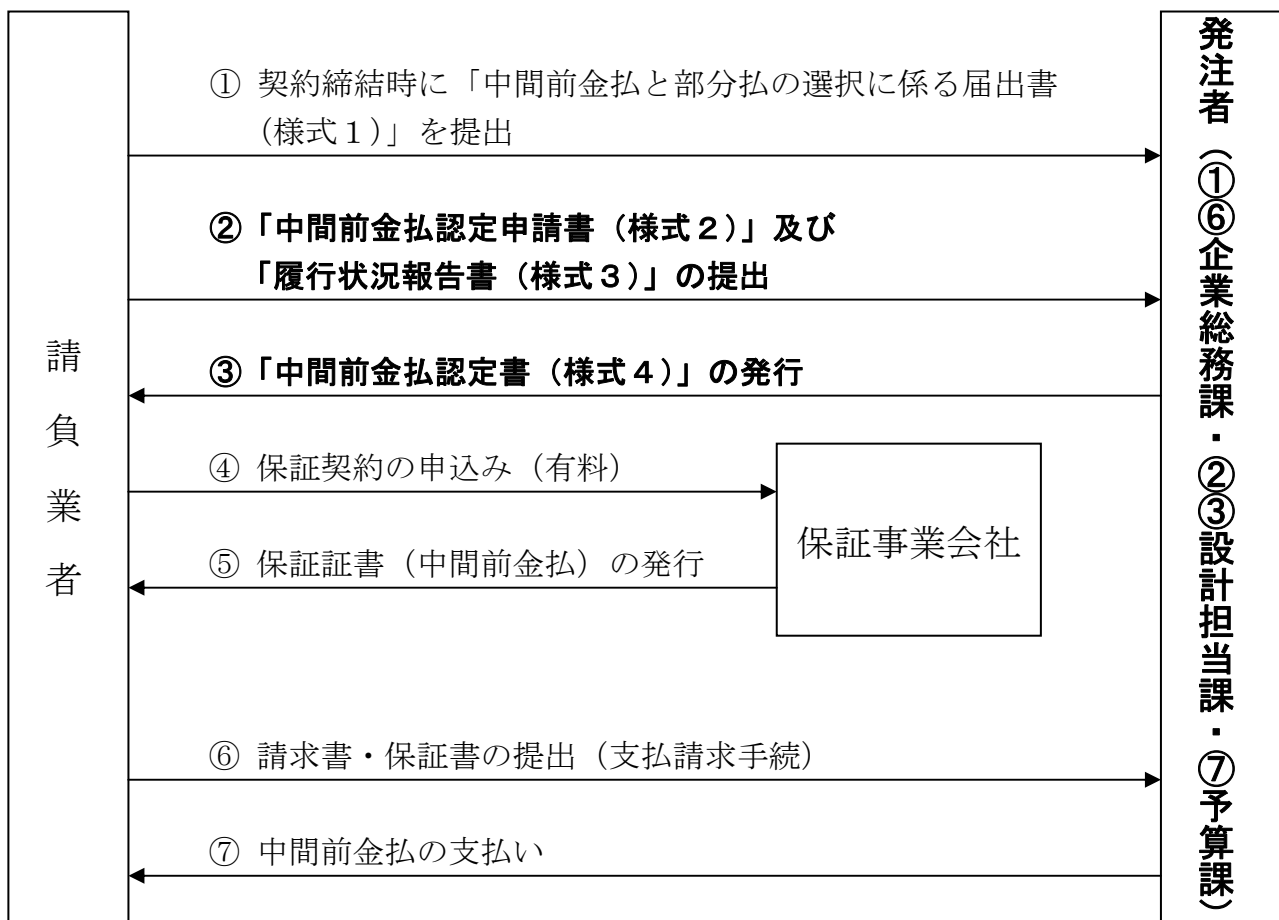 ① 契約締結時に「中間前金払と部分払の選択に係る届出書
（様式１）」を提出
②「中間前金払認定申請書（様式２）」及び
「履行状況報告書（様式３）」の提出
③「中間前金払認定書（様式４）」の発行
④ 保証契約の申込み（有料）
⑤ 保証証書（中間前金払）の発行
保証事業会社
⑥ 請求書・保証書の提出（支払請求手続）
⑦ 中間前金払の支払い
請負業者
発注者（①⑥企業総務課・②③設計担当課・⑦予算課）